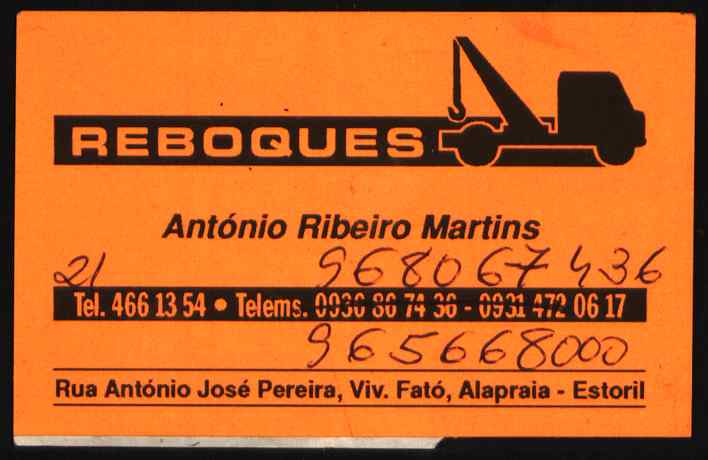 REBOQUES
António Ribeiro Martins
21 968067436
Tel. 466 13 54 • Telems. 0936 80 74 36 - 0931 472 06 17
965668000
Rua António José Pereira, Viv. Fató, Alapraia - Estoril